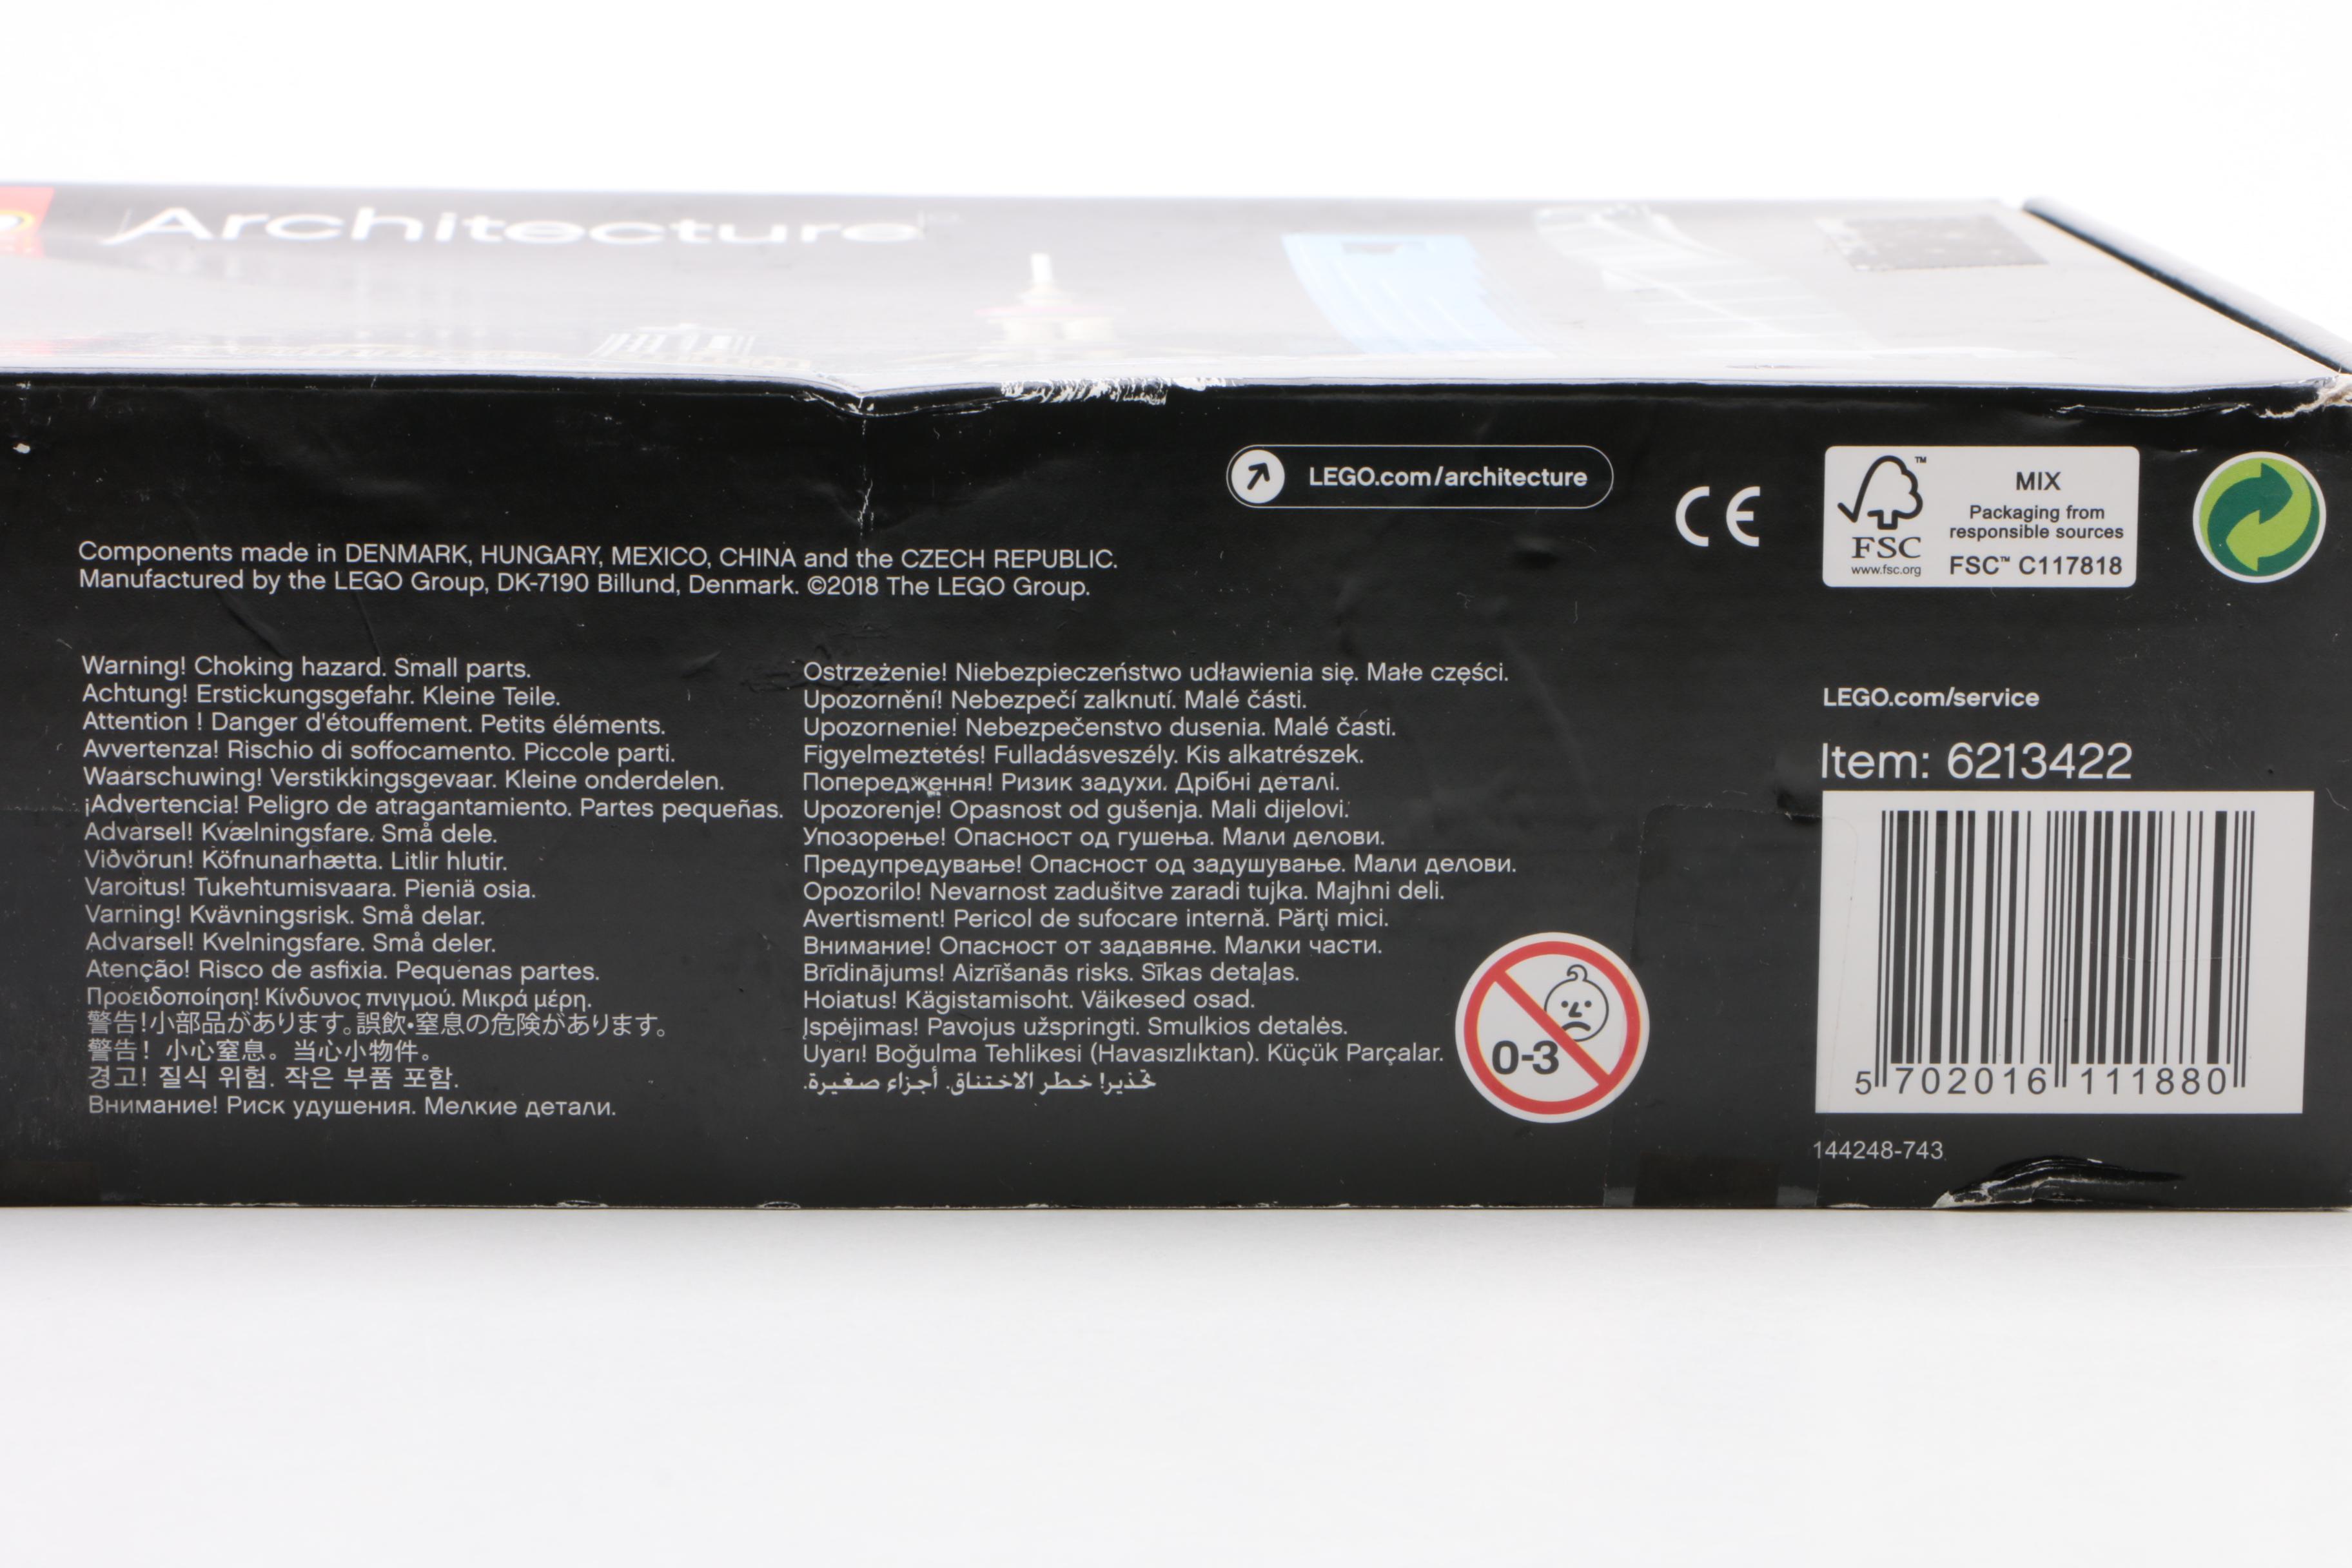 Architecture
LEGO.com/architecture
CE
FSC
www.fsc.org
MIX
Packaging from
responsible sources
FSC™ C117818
Components made in DENMARK, HUNGARY, MEXICO, CHINA and the CZECH REPUBLIC.
Manufactured by the LEGO Group, DK-7190 Billund, Denmark. ©2018 The LEGO Group.
Warning! Choking hazard. Small parts.
Achtung! Erstickungsgefahr. Kleine Teile.
Attention ! Danger d'étouffement. Petits éléments.
Avvertenza! Rischio di soffocamento. Piccole parti.
Waarschuwing! Verstikkingsgevaar. Kleine onderdelen.
¡Advertencia! Peligro de atragantamiento. Partes pequeñas.
Advarsel! Kvælningsfare. Små dele.
Viðvörun! Köfnunarhætta. Litlir hlutir.
Varoitus! Tukehtumisvaara. Pieniä osia.
Varning! Kvävningsrisk. Små delar.
Advarsel! Kvelningsfare. Små deler.
Atenção! Risco de asfixia. Pequenas partes.
Προειδοποίηση! Κίνδυνος πνιγμού. Μικρά μέρη.
警告!小部品があります。誤飲・窒息の危険があります。
警告! 小心窒息。当心小物件。
경고! 질식 위험. 작은 부품 포함.
Внимание! Риск удушения. Мелкие детали.
Ostrzeżenie! Niebezpieczeństwo udławienia się. Małe części.
Upozornění! Nebezpečí zalknutí. Malé části.
Upozornenie! Nebezpečenstvo dusenia. Malé časti.
Figyelmeztetés! Fulladásveszély. Kis alkatrészek.
Попередження! Ризик задухи. Дрібні деталі.
Upozorenje! Opasnost od gušenja. Mali dijelovi.
Упозорење! Опасност од гушења. Мали делови.
Предупредување! Опасност од задушување. Мали делови.
Opozorilo! Nevarnost zadušitve zaradi tujka. Majhni deli.
Avertisment! Pericol de sufocare internă. Părţi mici.
Внимание! Опасност от задавяне. Малки части.
Brīdinājums! Aizrīšanās risks. Sīkas detaļas.
Hoiatus! Kägistamisoht. Väikesed osad.
Įspėjimas! Pavojus užspringti. Smulkios detalės.
Uyarı! Boğulma Tehlikesi (Havasızlıktan). Küçük Parçalar.
تحذير! خطر الاختناق. أجزاء صغيرة.
0-3
LEGO.com/service
Item: 6213422
5 702016 111880
144248-743